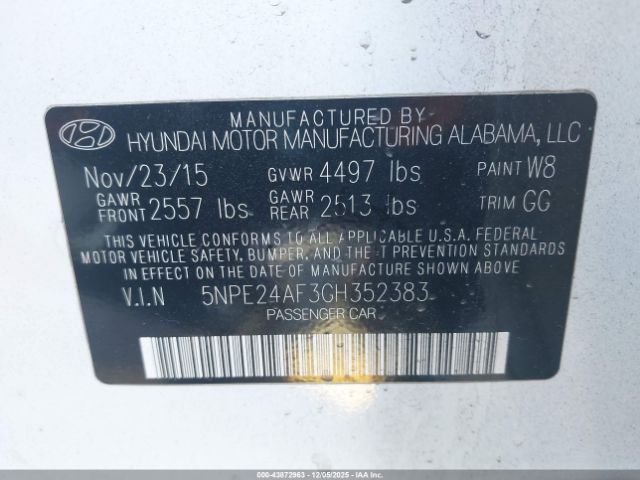 MANUFACTURED BY
HYUNDAI MOTOR MANUFACTURING ALABAMA, LLC
Nov/23/15 GVWR 4497 lbs PAINT W8
GAWR FRONT 2557 lbs GAWR REAR 2513 lbs TRIM GG
THIS VEHICLE CONFORMS TO ALL APPLICABLE U.S.A. FEDERAL
MOTOR VEHICLE SAFETY, BUMPER, AND THEFT PREVENTION STANDARDS
IN EFFECT ON THE DATE OF MANUFACTURE SHOWN ABOVE
V.I.N 5NPE24AF3GH352383
PASSENGER CAR
000-43872963 | 12/05/2025 - IAA, Inc.